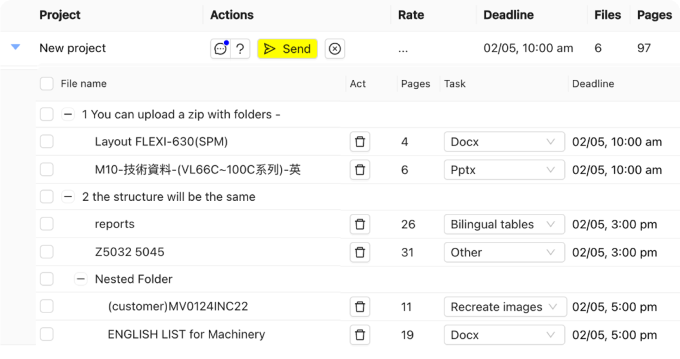 Project Actions Rate Deadline Files Pages
New project ? Send ... 02/05, 10:00 am 6 97
File name Act Pages Task Deadline
1 You can upload a zip with folders -
Layout FLEXI-630(SPM) 4 Docx 02/05, 10:00 am
M10-技術資料-(VL66C~100C系列)-英 6 Pptx 02/05, 10:00 am
2 the structure will be the same
reports 26 Bilingual tables 02/05, 3:00 pm
Z5032 5045 31 Other 02/05, 3:00 pm
Nested Folder
(customer)MV0124INC22 11 Recreate images 02/05, 5:00 pm
ENGLISH LIST for Machinery 19 Docx 02/05, 5:00 pm